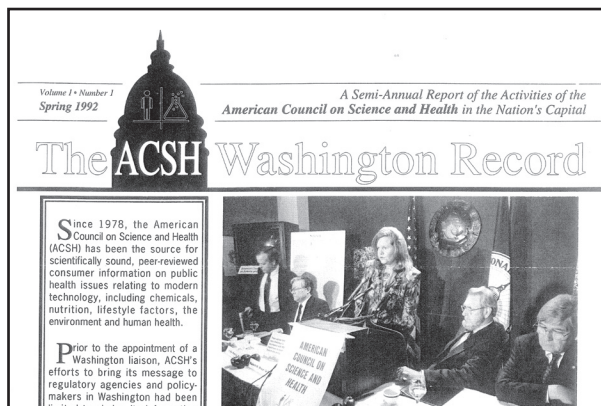 Volume I • Number 1
Spring 1992
A Semi-Annual Report of the Activities of the
American Council on Science and Health in the Nation's Capital
The ACSH Washington Record
Since 1978, the American
Council on Science and Health
(ACSH) has been the source for
scientifically sound, peer-reviewed
consumer information on public
health issues relating to modern
technology, including chemicals,
nutrition, lifestyle factors, the
environment and human health.
Prior to the appointment of a
Washington liaison, ACSH's
efforts to bring its message to
regulatory agencies and policy-
makers in Washington had been
AMERICAN
COUNCIL ON
SCIENCE AND
HEALTH